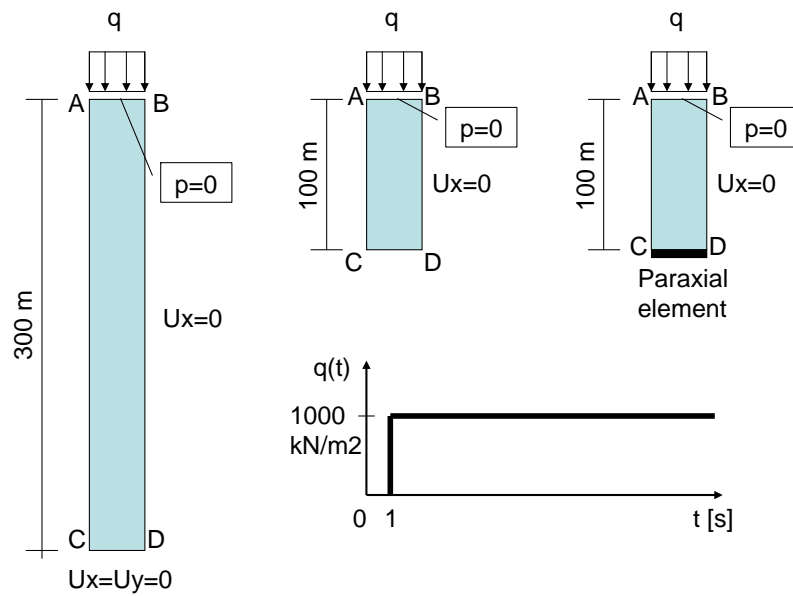 q
A
B
p=0
300 m
Ux=0
C
D
Ux=Uy=0
q
A
B
p=0
100 m
Ux=0
C
D
q
A
B
p=0
100 m
Ux=0
C
D
Paraxial
element
q(t)
1000
kN/m2
0
1
t [s]